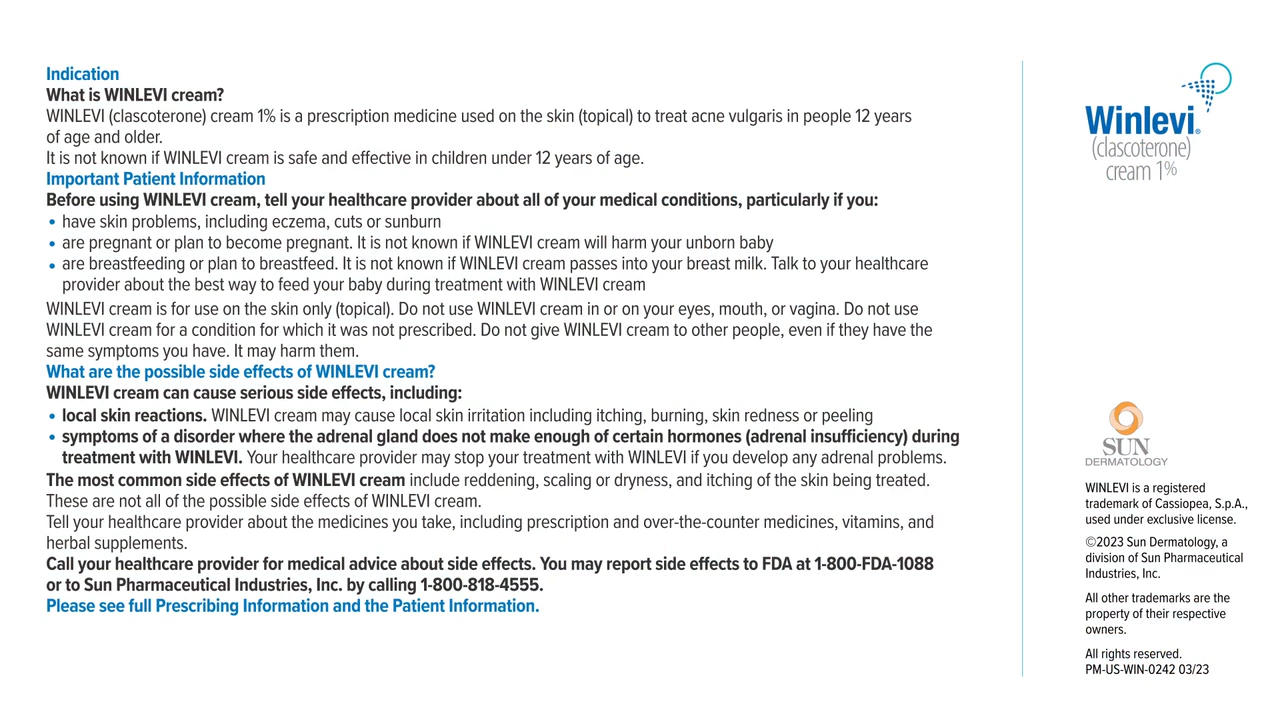 Indication
What is WINLEVI cream?
WINLEVI (clascoterone) cream 1% is a prescription medicine used on the skin (topical) to treat acne vulgaris in people 12 years
of age and older.
It is not known if WINLEVI cream is safe and effective in children under 12 years of age.
Important Patient Information
Before using WINLEVI cream, tell your healthcare provider about all of your medical conditions, particularly if you:
• have skin problems, including eczema, cuts or sunburn
• are pregnant or plan to become pregnant. It is not known if WINLEVI cream will harm your unborn baby
• are breastfeeding or plan to breastfeed. It is not known if WINLEVI cream passes into your breast milk. Talk to your healthcare
provider about the best way to feed your baby during treatment with WINLEVI cream
WINLEVI cream is for use on the skin only (topical). Do not use WINLEVI cream in or on your eyes, mouth, or vagina. Do not use
WINLEVI cream for a condition for which it was not prescribed. Do not give WINLEVI cream to other people, even if they have the
same symptoms you have. It may harm them.
What are the possible side effects of WINLEVI cream?
WINLEVI cream can cause serious side effects, including:
• local skin reactions. WINLEVI cream may cause local skin irritation including itching, burning, skin redness or peeling
• symptoms of a disorder where the adrenal gland does not make enough of certain hormones (adrenal insufficiency) during
treatment with WINLEVI. Your healthcare provider may stop your treatment with WINLEVI if you develop any adrenal problems.
The most common side effects of WINLEVI cream include reddening, scaling or dryness, and itching of the skin being treated.
These are not all of the possible side effects of WINLEVI cream.
Tell your healthcare provider about the medicines you take, including prescription and over-the-counter medicines, vitamins, and
herbal supplements.
Call your healthcare provider for medical advice about side effects. You may report side effects to FDA at 1-800-FDA-1088
or to Sun Pharmaceutical Industries, Inc. by calling 1-800-818-4555.
Please see full Prescribing Information and the Patient Information.
Winlevi®
(clascoterone)
cream 1%
SUN
DERMATOLOGY
WINLEVI is a registered
trademark of Cassiopea, S.p.A.,
used under exclusive license.
©2023 Sun Dermatology, a
division of Sun Pharmaceutical
Industries, Inc.
All other trademarks are the
property of their respective
owners.
All rights reserved.
PM-US-WIN-0242 03/23